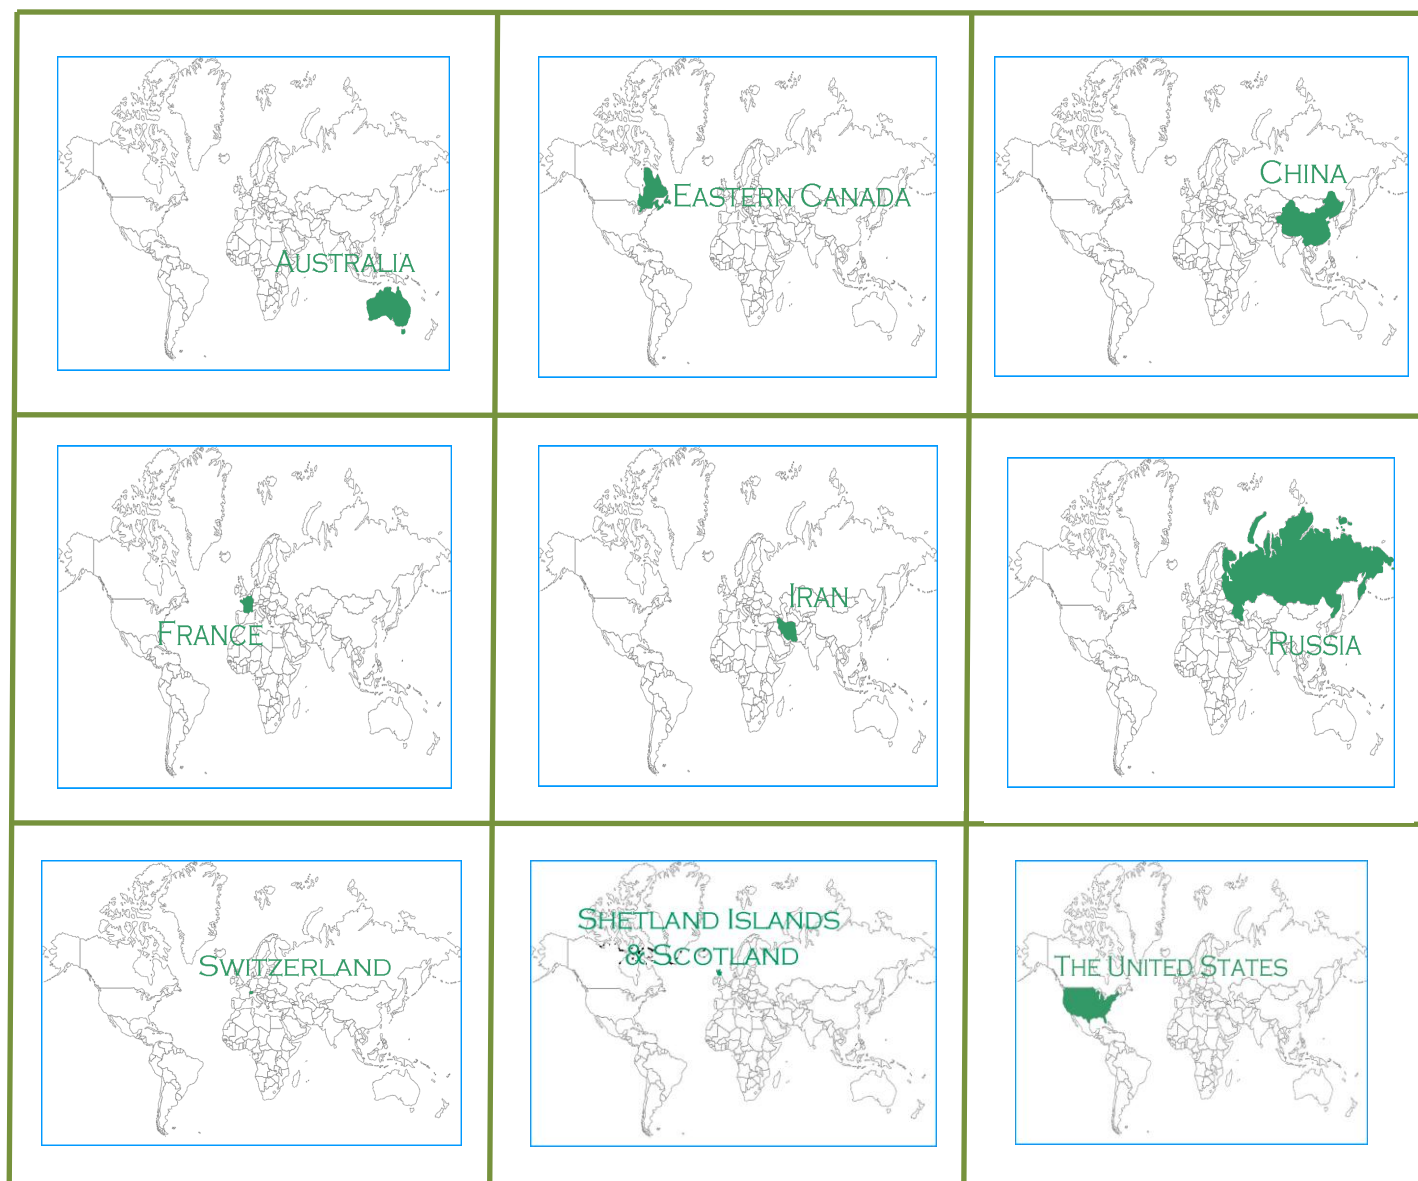 Australia
Eastern Canada
China
France
Iran
Russia
Switzerland
Shetland Islands
& Scotland
The United States